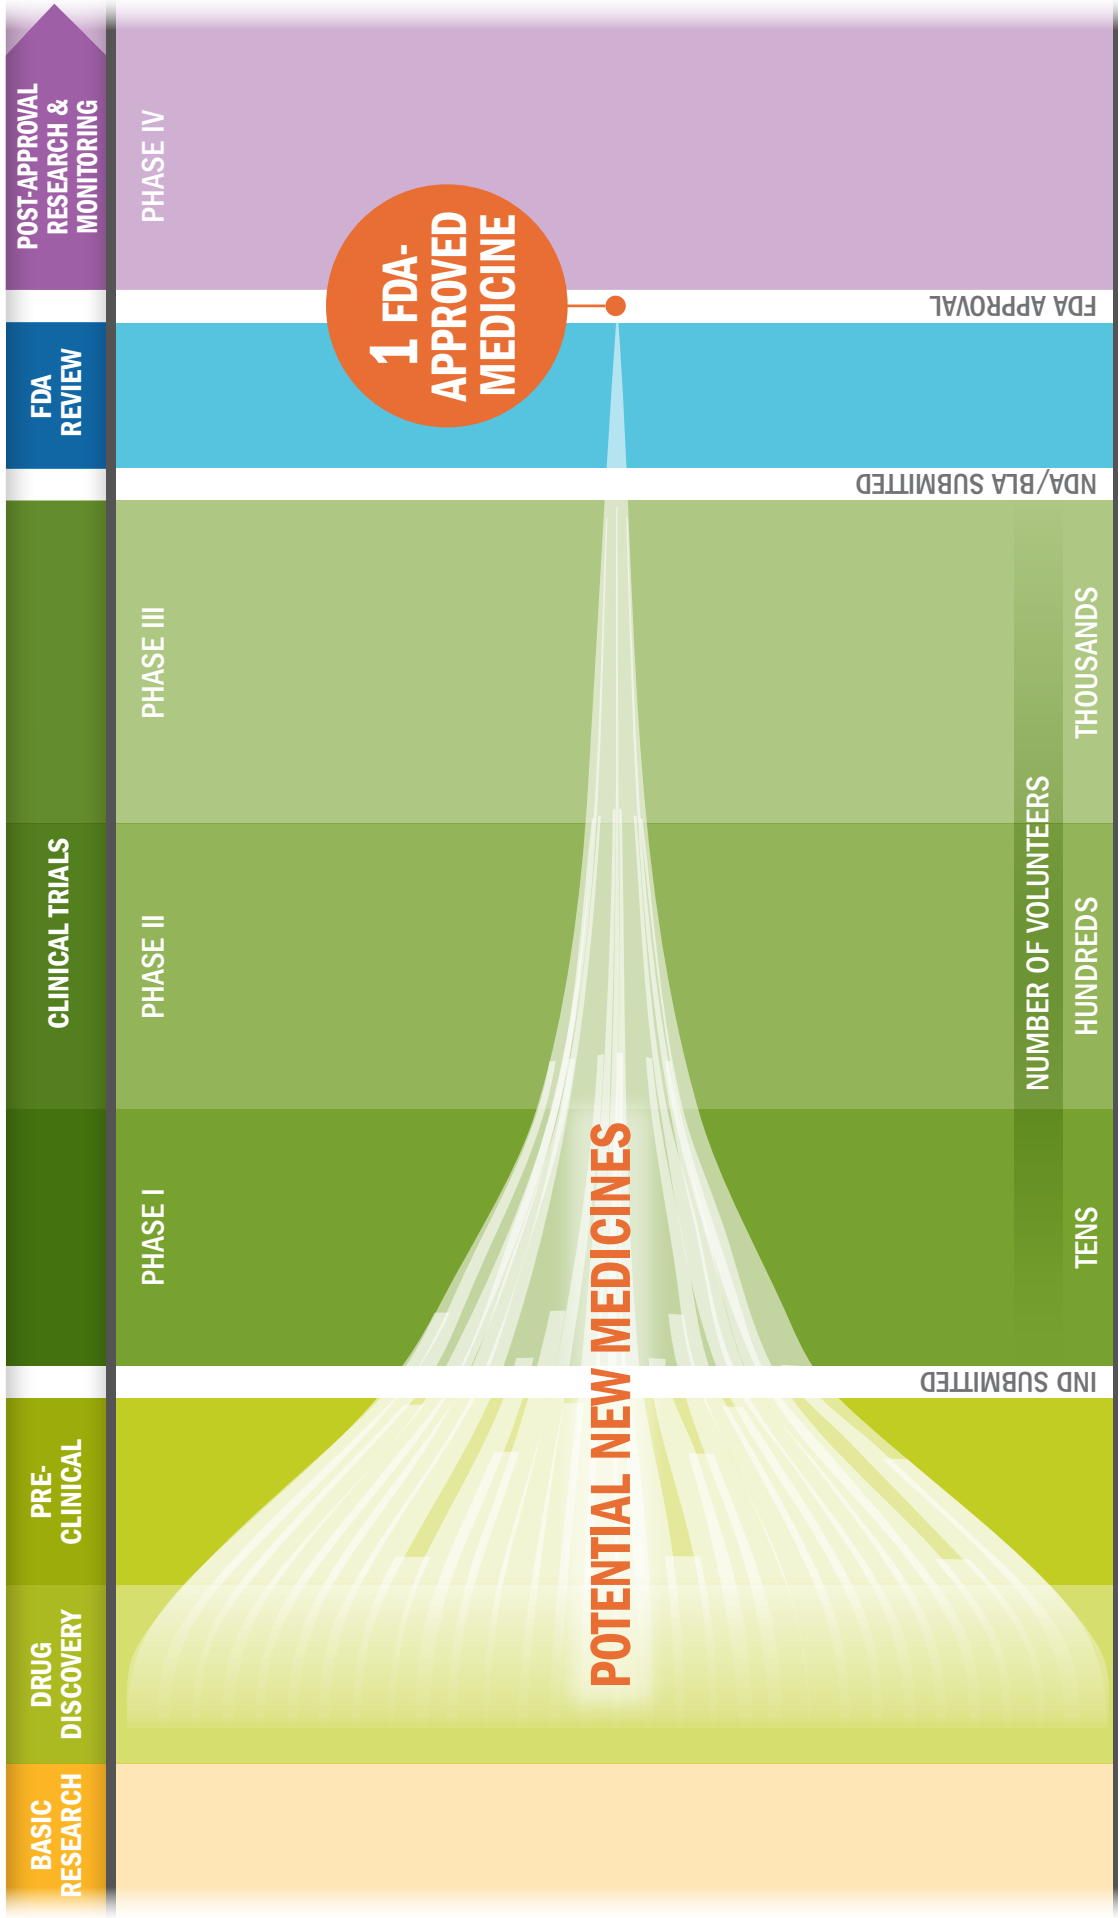 BASIC
RESEARCH
DRUG
DISCOVERY
PRE-
CLINICAL
CLINICAL TRIALS
FDA
REVIEW
POST-APPROVAL
RESEARCH &
MONITORING
PHASE I
PHASE II
PHASE III
PHASE IV
1 FDA-
APPROVED
MEDICINE
POTENTIAL NEW MEDICINES
IND SUBMITTED
NDA/BLA SUBMITTED
FDA APPROVAL
NUMBER OF VOLUNTEERS
TENS
HUNDREDS
THOUSANDS